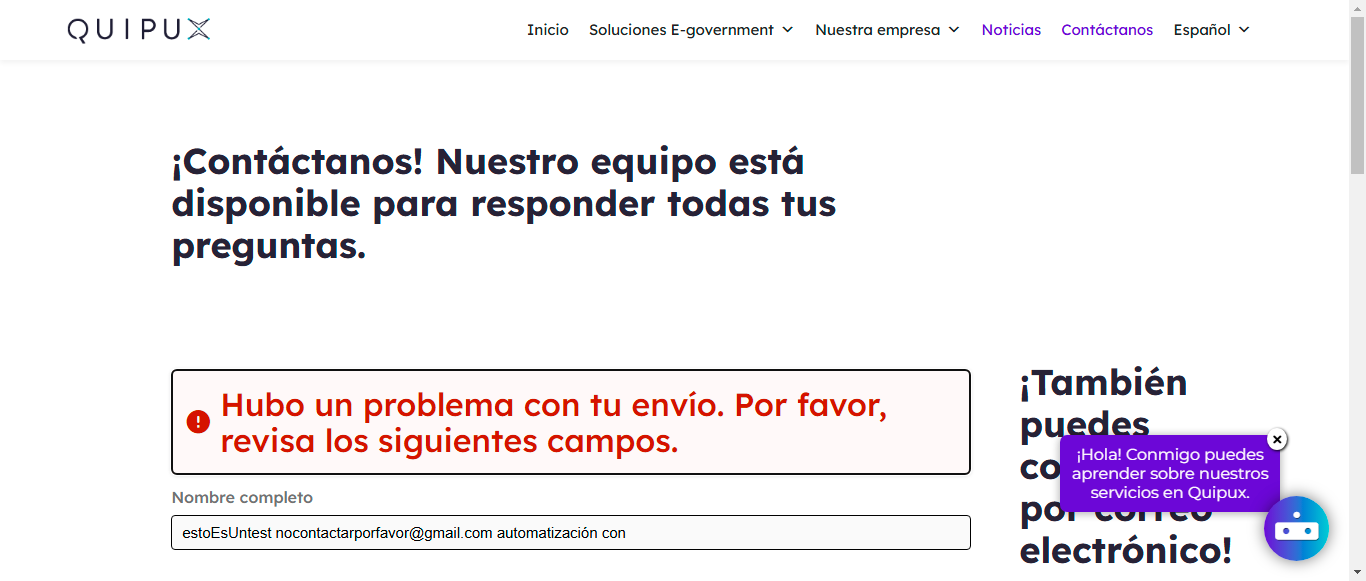 QUIPUX
Inicio
Soluciones E-government
Nuestra empresa
Noticias
Contáctanos
Español
¡Contáctanos! Nuestro equipo está
disponible para responder todas tus
preguntas.
Hubo un problema con tu envío. Por favor,
revisa los siguientes campos.
Nombre completo
estoEsUntest nocontactarporfavor@gmail.com automatización con
¡También
puedes
por correo
electrónico!
¡Hola! Conmigo puedes
aprender sobre nuestros
servicios en Quipux.